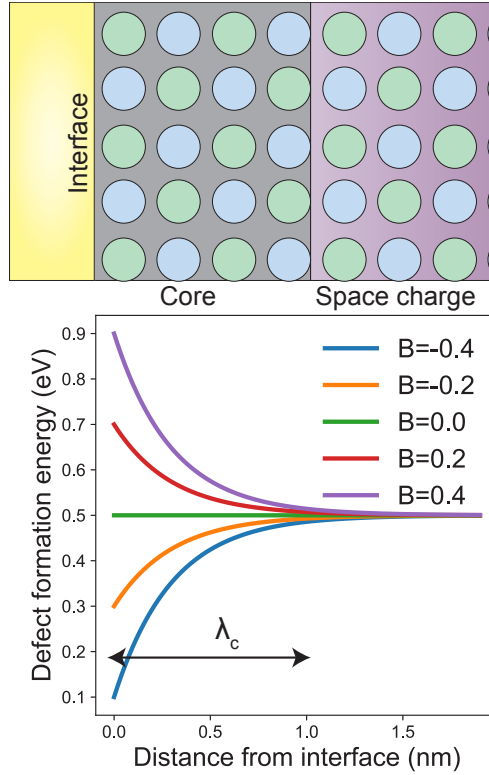 Interface
Core
Space charge
Defect formation energy (eV)
0.9
0.8
0.7
0.6
0.5
0.4
0.3
0.2
0.1
B=-0.4
B=-0.2
B=0.0
B=0.2
B=0.4
λc
0.0
0.5
1.0
1.5
Distance from interface (nm)